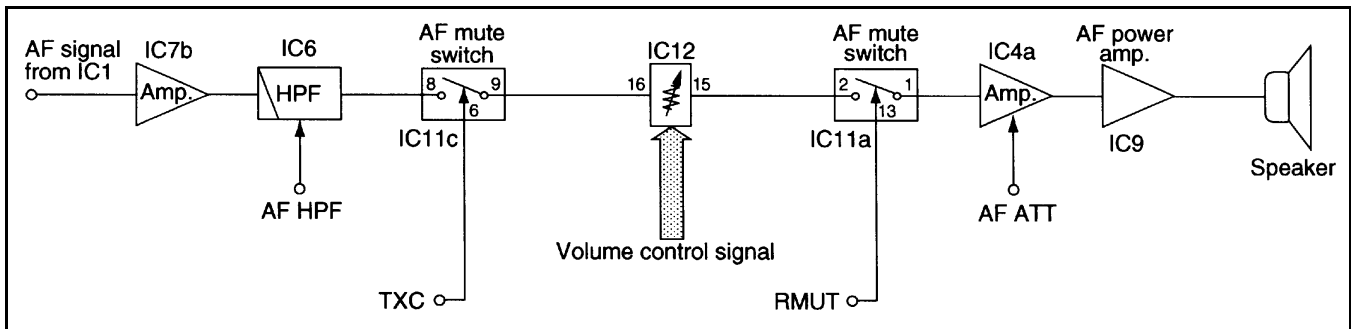 AF signal
from IC1
IC7b
Amp.
IC6
HPF
AF HPF
AF mute
switch
8
9
6
IC11c
TXC
IC12
16
15
Volume control signal
AF mute
switch
2
1
13
IC11a
RMUT
IC4a
Amp.
AF ATT
AF power
amp.
IC9
Speaker